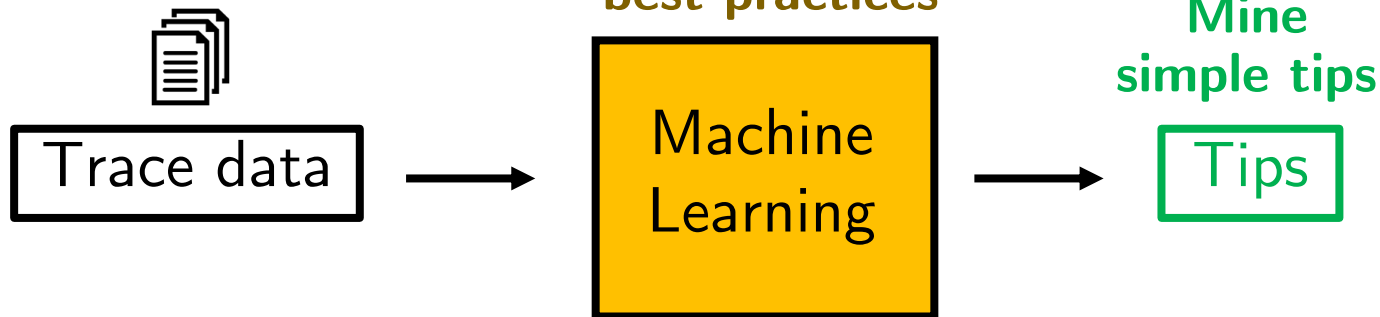 best practices
Mine
simple tips
Trace data
Machine
Learning
Tips